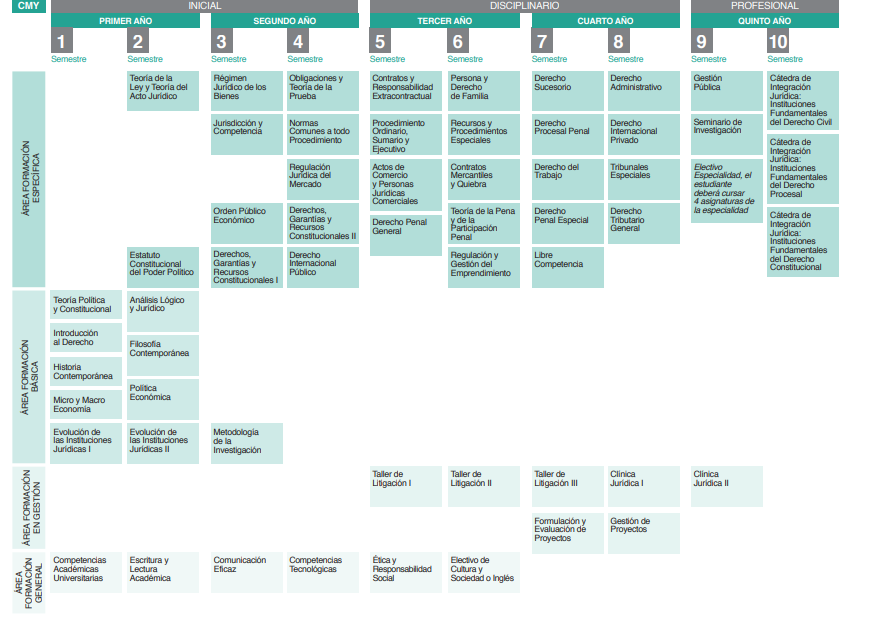 CMY
INICIAL
DISCIPLINARIO
PROFESIONAL
PRIMER AÑO
SEGUNDO AÑO
TERCER AÑO
CUARTO AÑO
QUINTO AÑO
1
2
3
4
5
6
7
8
9
10
Semestre
Semestre
Semestre
Semestre
Semestre
Semestre
Semestre
Semestre
Semestre
Semestre
ÁREA FORMACIÓN
ESPECÍFICA
Teoría de la
Ley y Teoría del
Acto Jurídico
Régimen
Jurídico de los
Bienes
Obligaciones y
Teoría de la
Prueba
Contratos y
Responsabilidad
Extracontractual
Persona y
Derecho
de Familia
Derecho
Sucesorio
Derecho
Administrativo
Gestión
Pública
Cátedra de
Integración
Jurídica:
Instituciones
Fundamentales
del Derecho Civil
Jurisdicción y
Competencia
Normas
Comunes a todo
Procedimiento
Procedimiento
Ordinario,
Sumario y
Ejecutivo
Recursos y
Procedimientos
Especiales
Derecho
Procesal Penal
Derecho
Internacional
Privado
Seminario de
Investigación
Cátedra de
Integración
Jurídica:
Instituciones
Fundamentales
del Derecho
Procesal
Regulación
Jurídica del
Mercado
Actos de
Comercio
y Personas
Jurídicas
Comerciales
Contratos
Mercantiles
y Quiebra
Derecho del
Trabajo
Tribunales
Especiales
Electivo
Especialidad, el
estudiante
deberá cursar
4 asignaturas de
la especialidad
Orden Público
Económico
Derechos,
Garantías y
Recursos
Constitucionales II
Derecho Penal
General
Teoría de la Pena
y de la
Participación
Penal
Derecho
Penal Especial
Derecho
Tributario
General
Cátedra de
Integración
Jurídica:
Instituciones
Fundamentales
del Derecho
Constitucional
Estatuto
Constitucional
del Poder Político
Derechos,
Garantías y
Recursos
Constitucionales I
Derecho
Internacional
Público
Regulación y
Gestión del
Emprendimiento
Libre
Competencia
ÁREA FORMACIÓN
BÁSICA
Teoría Política
y Constitucional
Análisis Lógico
y Jurídico
Introducción
al Derecho
Filosofía
Contemporánea
Historia
Contemporánea
Política
Económica
Micro y Macro
Economía
Evolución de
las Instituciones
Jurídicas I
Evolución de
las Instituciones
Jurídicas II
Metodología
de la
Investigación
ÁREA FORMACIÓN
EN GESTIÓN
Taller de
Litigación I
Taller de
Litigación II
Taller de
Litigación III
Clínica
Jurídica I
Clínica
Jurídica II
Formulación y
Evaluación de
Proyectos
Gestión de
Proyectos
ÁREA
FORMACIÓN
GENERAL
Competencias
Académicas
Universitarias
Escritura y
Lectura
Académica
Comunicación
Eficaz
Competencias
Tecnológicas
Ética y
Responsabilidad
Social
Electivo de
Cultura y
Sociedad o Inglés